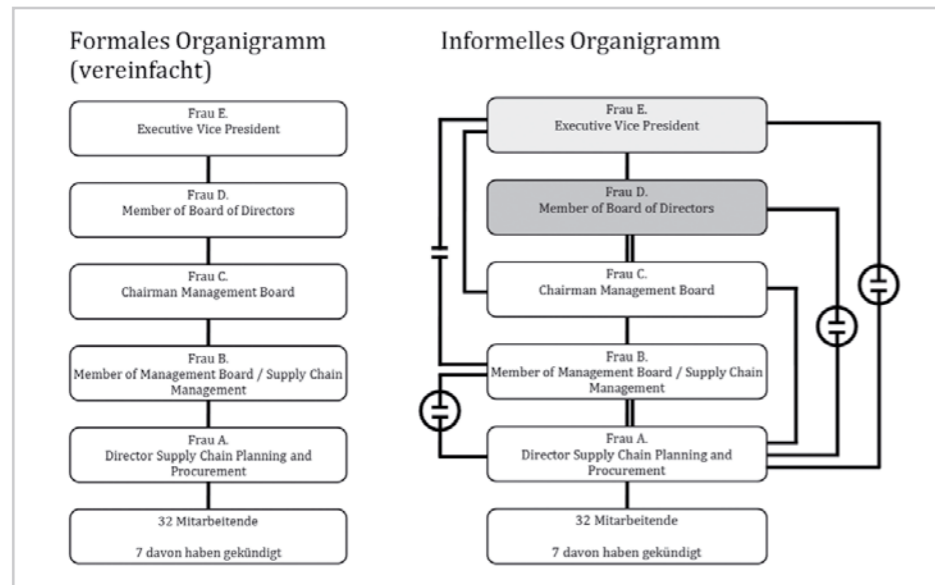 Formales Organigramm
(vereinfacht)
Frau E.
Executive Vice President
Frau D.
Member of Board of Directors
Frau C.
Chairman Management Board
Frau B.
Member of Management Board / Supply Chain
Management
Frau A.
Director Supply Chain Planning and
Procurement
32 Mitarbeitende
7 davon haben gekündigt
Informelles Organigramm
Frau E.
Executive Vice President
Frau D.
Member of Board of Directors
Frau C.
Chairman Management Board
Frau B.
Member of Management Board / Supply Chain
Management
Frau A.
Director Supply Chain Planning and
Procurement
32 Mitarbeitende
7 davon haben gekündigt